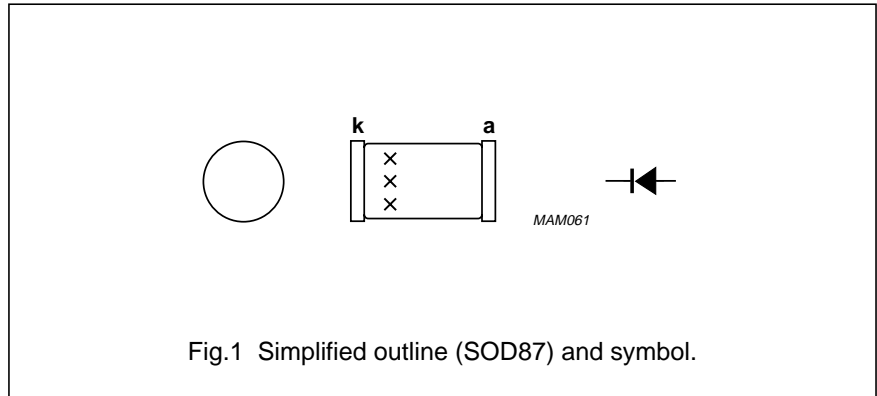 k a
MAM061
Fig.1 Simplified outline (SOD87) and symbol.